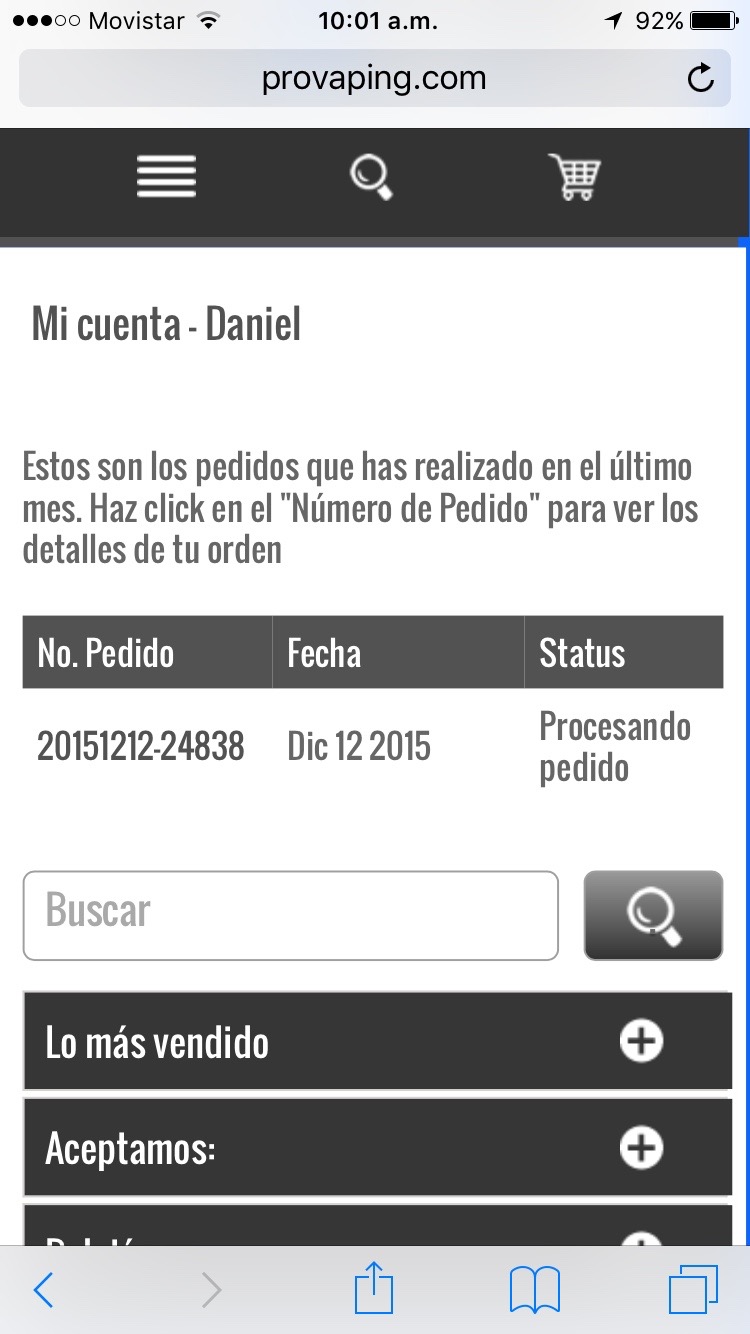 Movistar 10:01 a.m. 92%
provaping.com
Mi cuenta - Daniel
Estos son los pedidos que has realizado en el último
mes. Haz click en el "Número de Pedido" para ver los
detalles de tu orden
No. Pedido Fecha Status
20151212-24838 Dic 12 2015 Procesando
pedido
Buscar
Lo más vendido
Aceptamos: